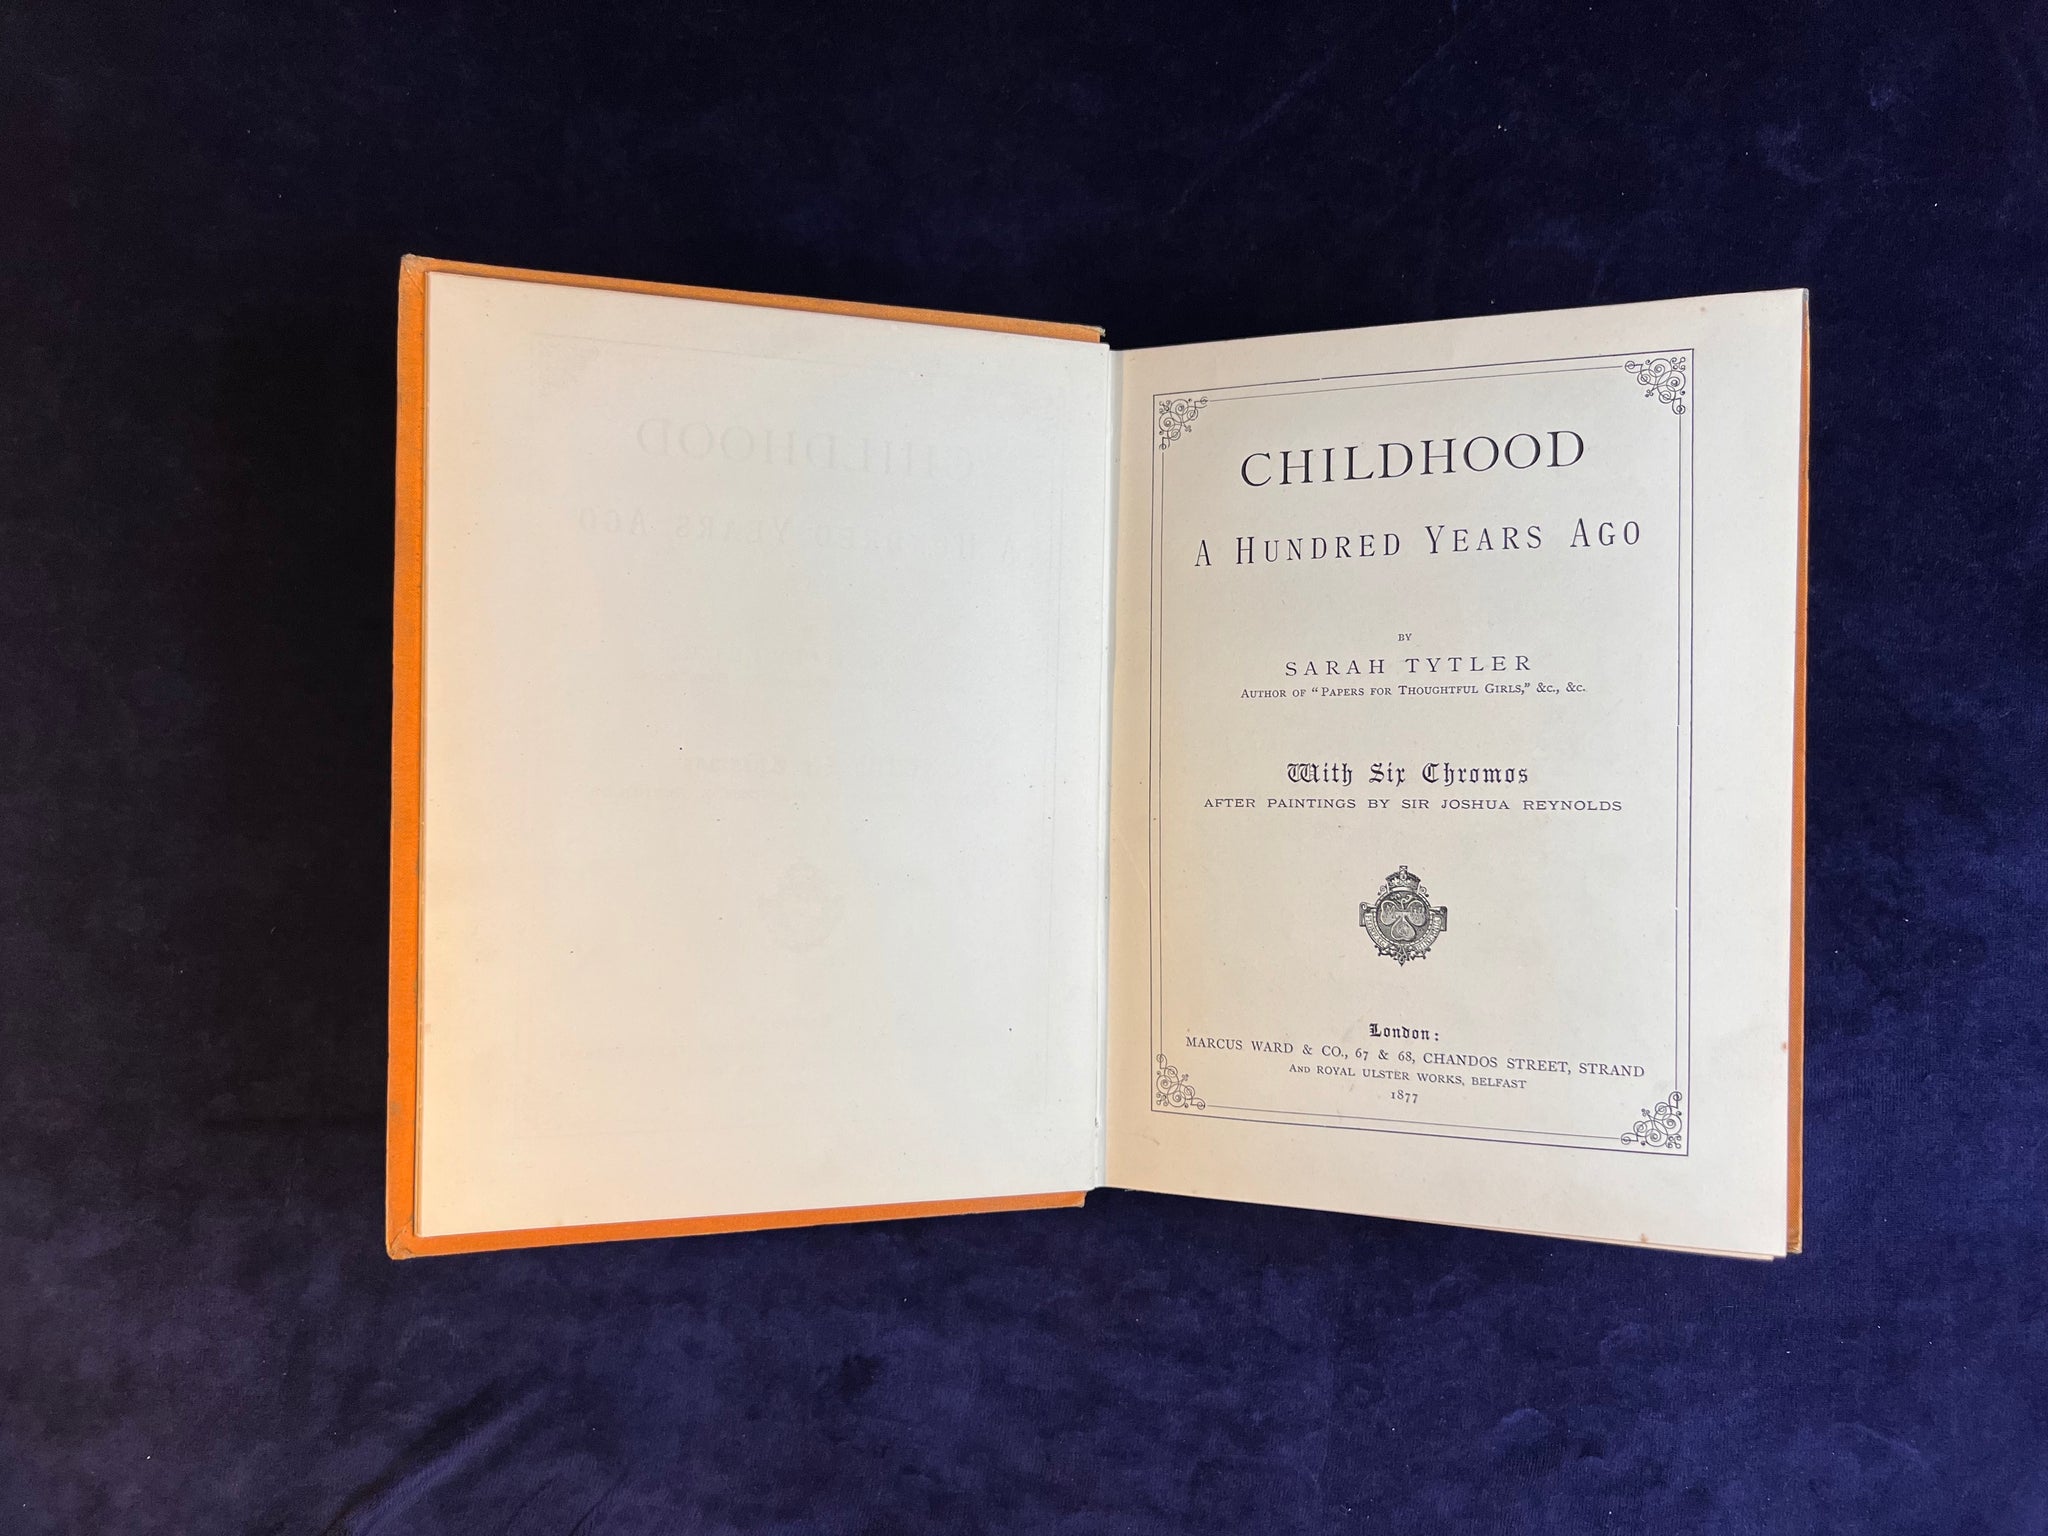 CHILDHOOD
A HUNDRED YEARS AGO
BY
SARAH TYTLER
AUTHOR OF "PAPERS FOR THOUGHTFUL GIRLS," &C., &C.
With Six Chromos
AFTER PAINTINGS BY SIR JOSHUA REYNOLDS
London:
MARCUS WARD & CO., 67 & 68, CHANDOS STREET, STRAND
AND ROYAL ULSTER WORKS, BELFAST
1877